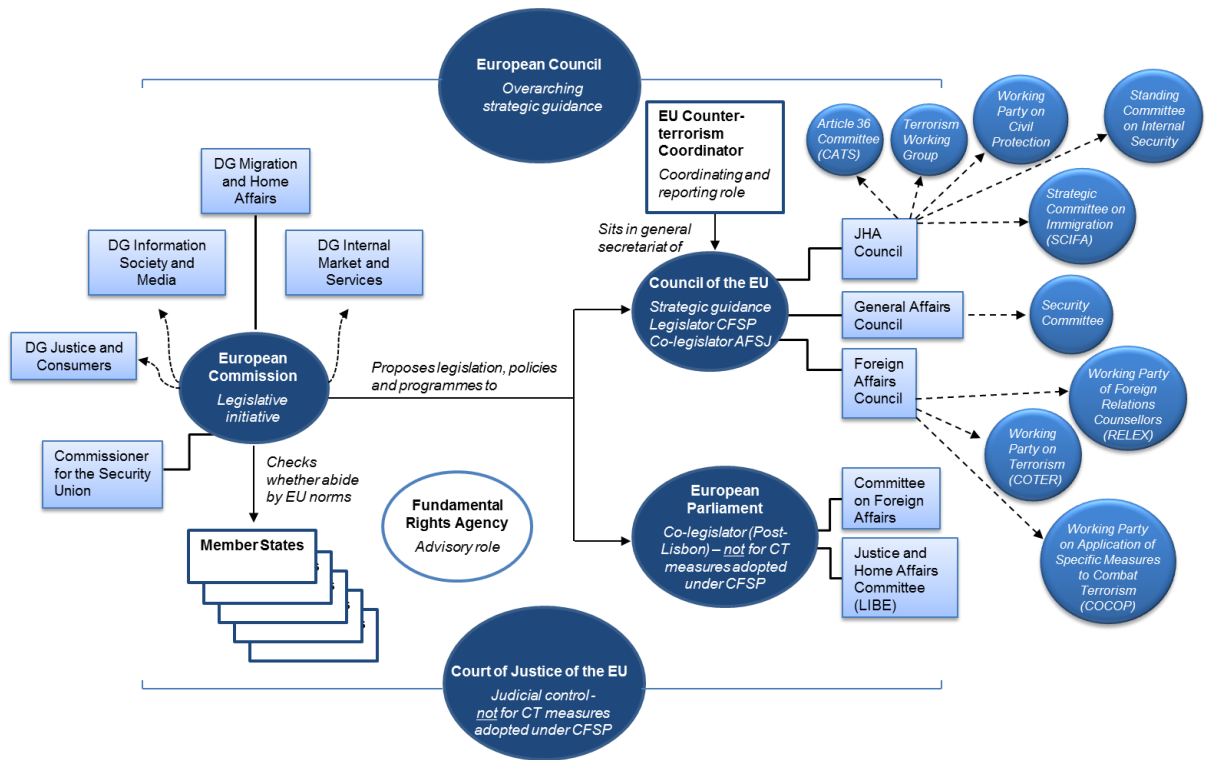 European Council
Overarching
strategic guidance
EU Counter-
terrorism
Coordinator
Coordinating and
reporting role
Article 36
Committee
(CATS)
Terrorism
Working
Group
Working
Party on
Civil
Protection
Standing
Committee
on Internal
Security
DG Migration
and Home
Affairs
Strategic
Committee on
Immigration
(SCIFA)
Sits in general
secretariat of
JHA
Council
DG Information
Society and
Media
DG Internal
Market and
Services
Council of the EU
Strategic guidance
Legislator CFSP
Co-legislator AFSJ
General Affairs
Council
Security
Committee
DG Justice and
Consumers
European
Commission
Legislative
initiative
Proposes legislation, policies
and programmes to
Foreign
Affairs
Council
Working Party
of Foreign
Relations
Counsellors
(RELEX)
Commissioner
for the Security
Union
Checks
whether abide
by EU norms
Working
Party on
Terrorism
(COTER)
Fundamental
Rights Agency
Advisory role
European
Parliament
Co-legislator (Post-
Lisbon) – not for CT
measures adopted
under CFSP
Committee
on Foreign
Affairs
Justice and
Home Affairs
Committee
(LIBE)
Working Party
on Application of
Specific Measures
to Combat
Terrorism
(COCOP)
Member States
Court of Justice of the EU
Judicial control -
not for CT measures
adopted under CFSP